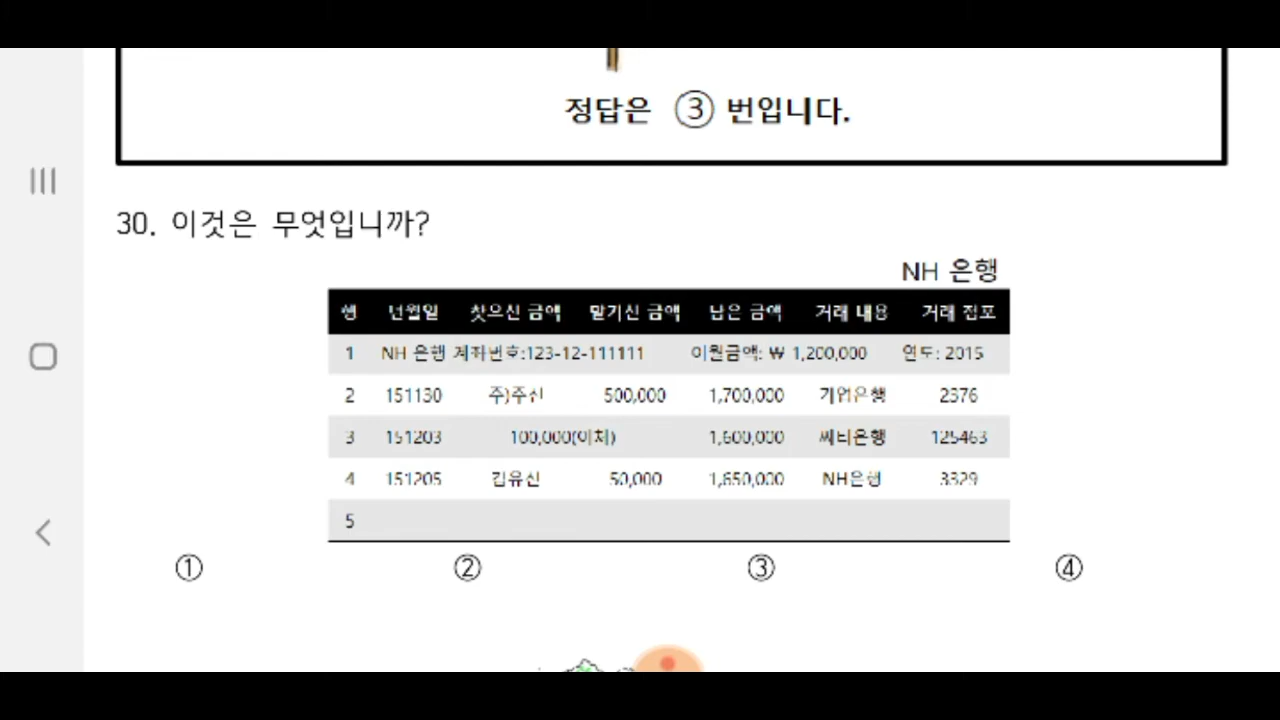 정답은 ③ 번입니다.
30. 이것은 무엇입니까?
NH 은행
행 년월일 찾으신 금액 맡기신 금액 남은 금액 거래 내용 거래 점포
1 NH 은행 계좌번호:123-12-111111 이월금액: ₩ 1,200,000 연도: 2015
2 151130 주)주신 500,000 1,700,000 기업은행 2376
3 151203 100,000(이체) 1,600,000 씨티은행 125463
4 151205 김유신 50,000 1,650,000 NH은행 3329
5
① ② ③ ④